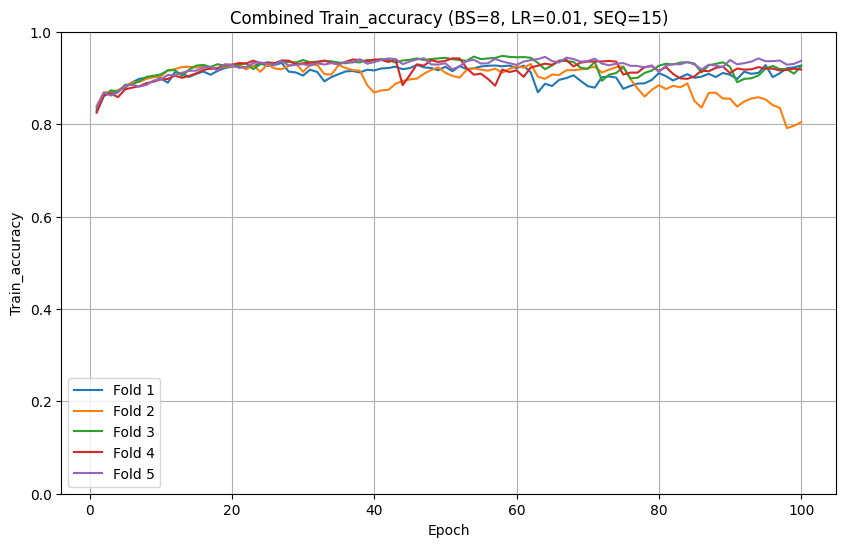 Combined Train_accuracy (BS=8, LR=0.01, SEQ=15)
Train_accuracy
1.0
0.8
0.6
0.4
0.2
0.0
Fold 1
Fold 2
Fold 3
Fold 4
Fold 5
0 20 40 60 80 100
Epoch